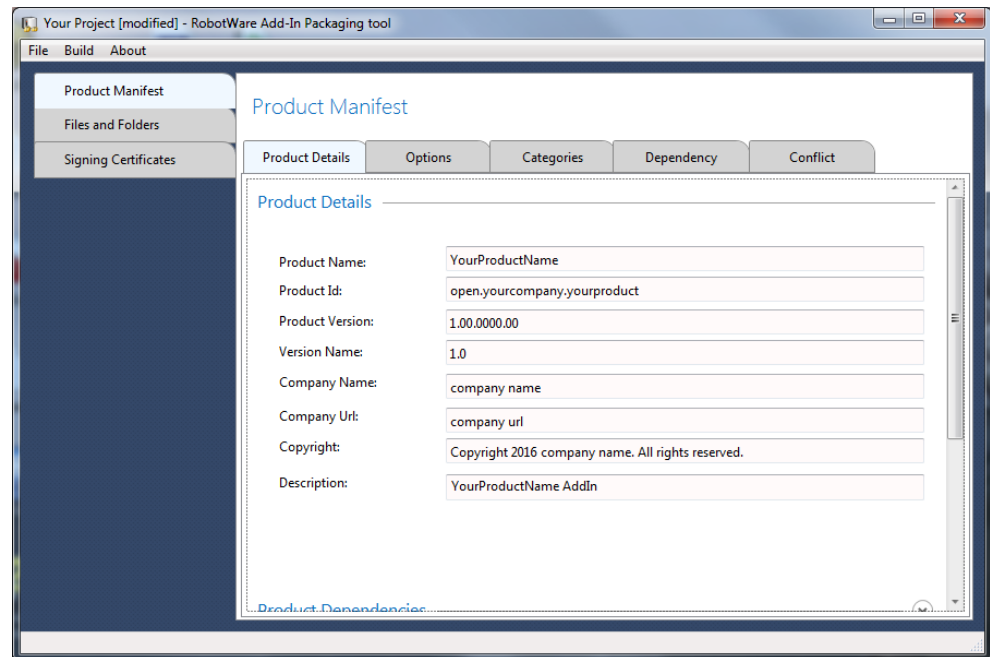 Your Project [modified] - RobotWare Add-In Packaging tool
File Build About
Product Manifest
Files and Folders
Signing Certificates
Product Manifest
Product Details Options Categories Dependency Conflict
Product Details
Product Name: YourProductName
Product Id: open.yourcompany.yourproduct
Product Version: 1.00.0000.00
Version Name: 1.0
Company Name: company name
Company Url: company url
Copyright: Copyright 2016 company name. All rights reserved.
Description: YourProductName AddIn
Product Dependencies